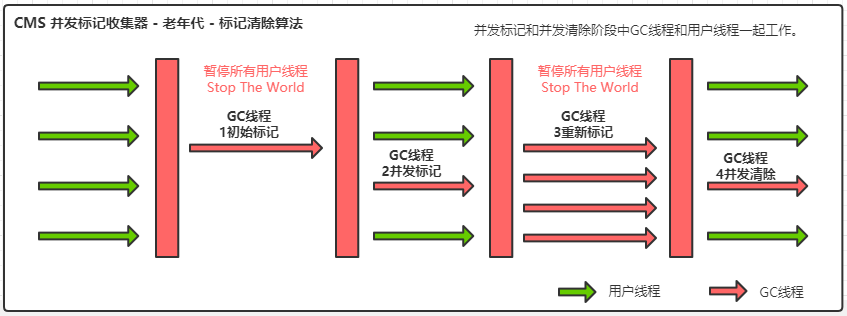 CMS 并发标记收集器 - 老年代 - 标记清除算法
并发标记和并发清除阶段中GC线程和用户线程一起工作。
暂停所有用户线程
Stop The World
GC线程
1初始标记
GC线程
2并发标记
暂停所有用户线程
Stop The World
GC线程
3重新标记
GC线程
4并发清除
用户线程
GC线程